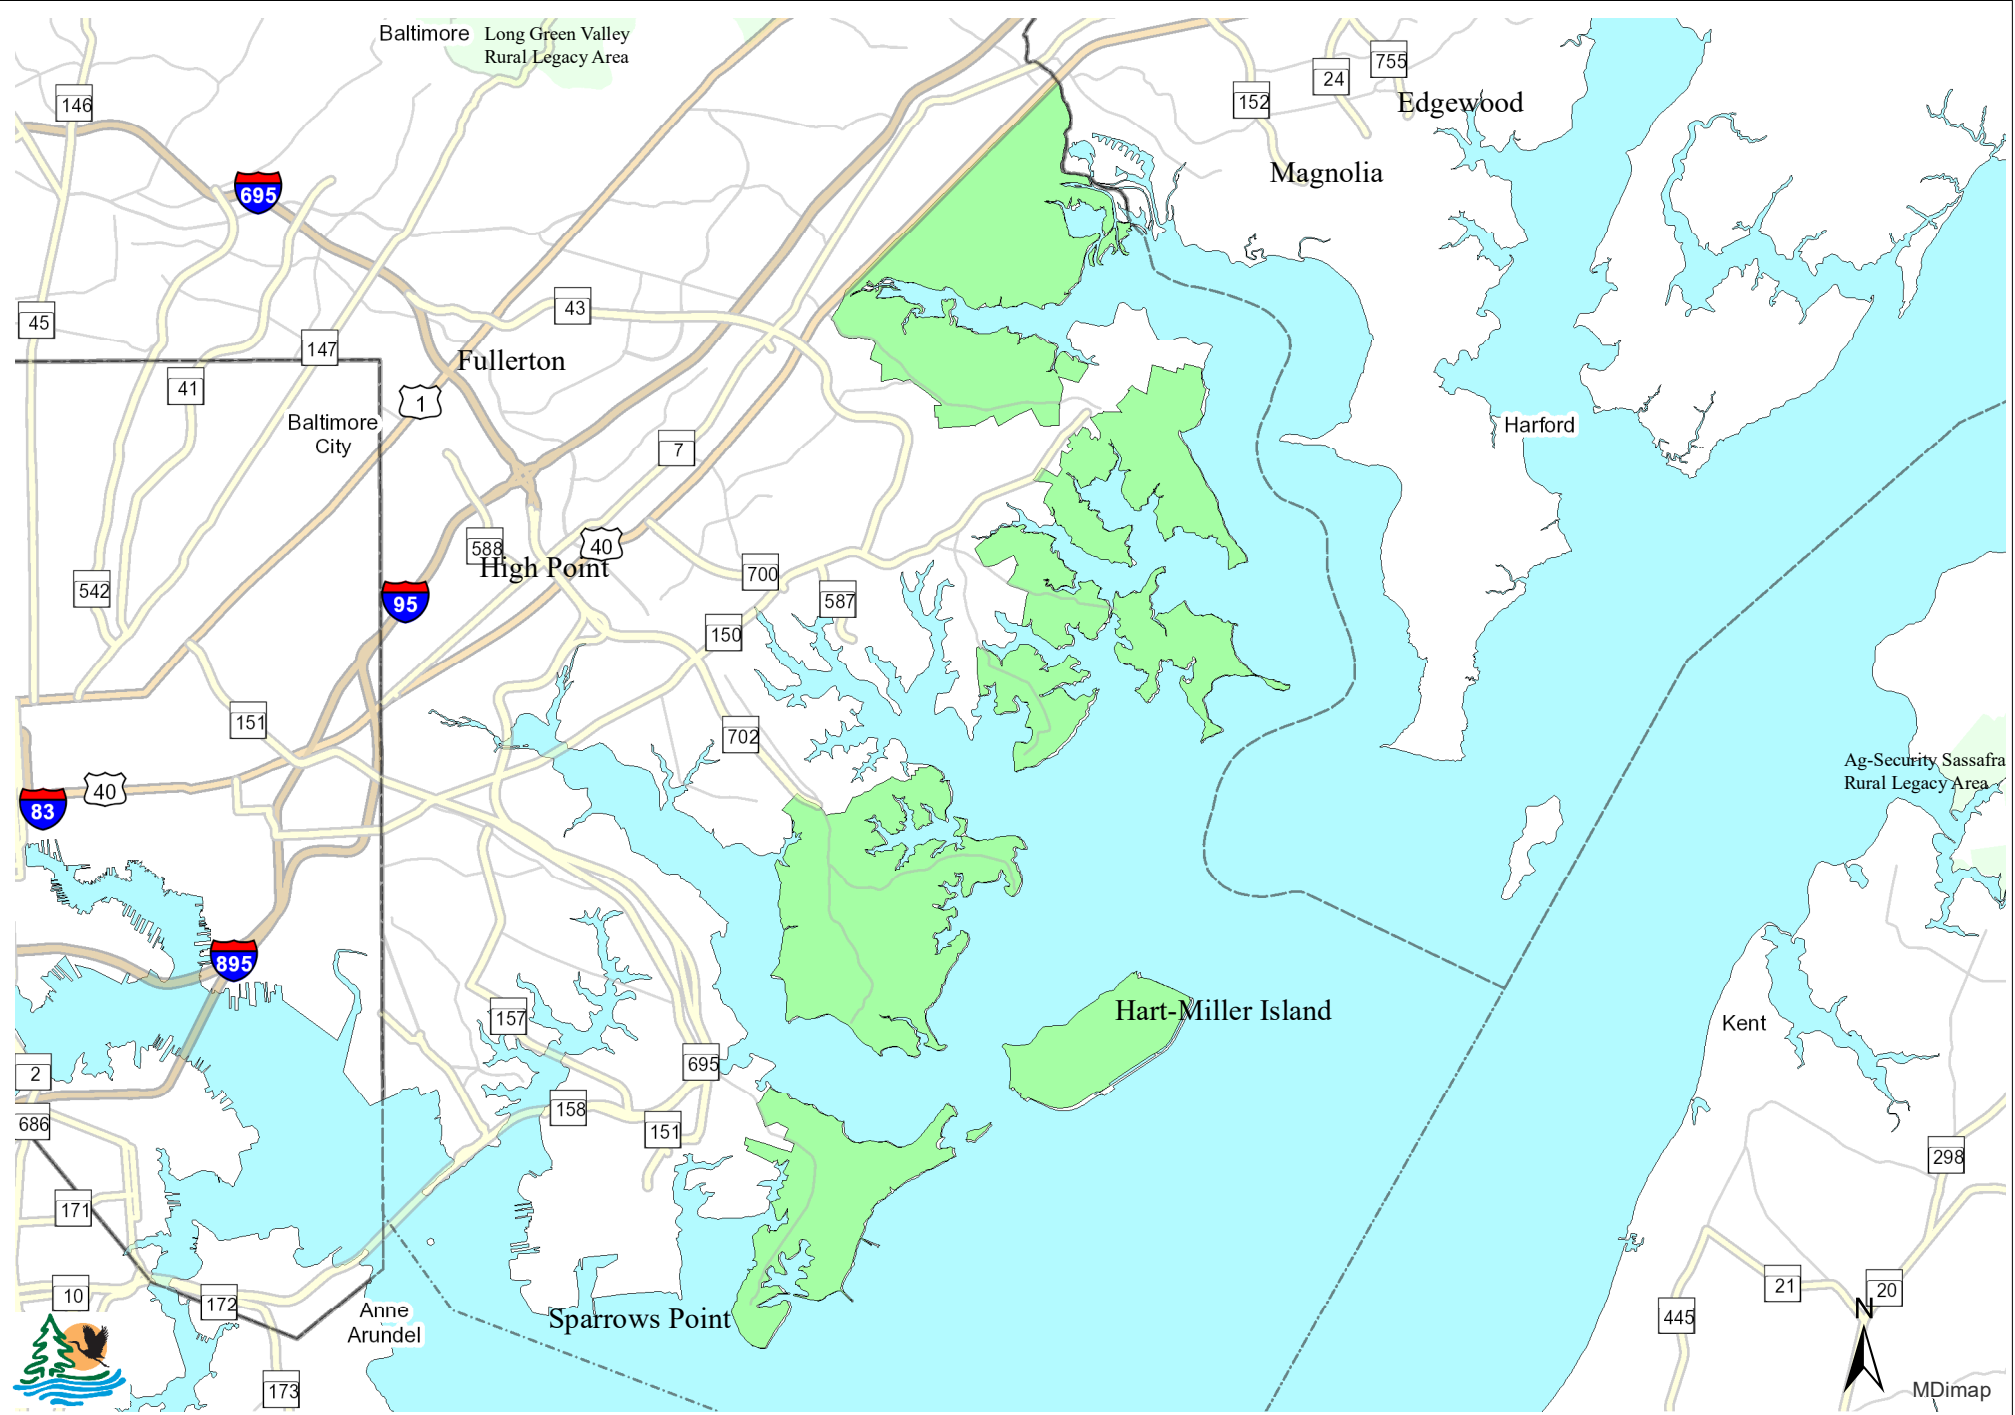 Baltimore
Long Green Valley
Rural Legacy Area
755
24
152
146
Edgewood
Magnolia
695
43
45
147
Fullerton
41
1
Baltimore
City
Harford
7
588
40
High Point
700
542
95
587
150
151
702
Ag-Security Sassafra
Rural Legacy Area
40
83
895
Hart-Miller Island
157
Kent
695
2
158
686
151
298
171
21
20
10
172
Anne
Arundel
Sparrows Point
445
N
173
MDimap